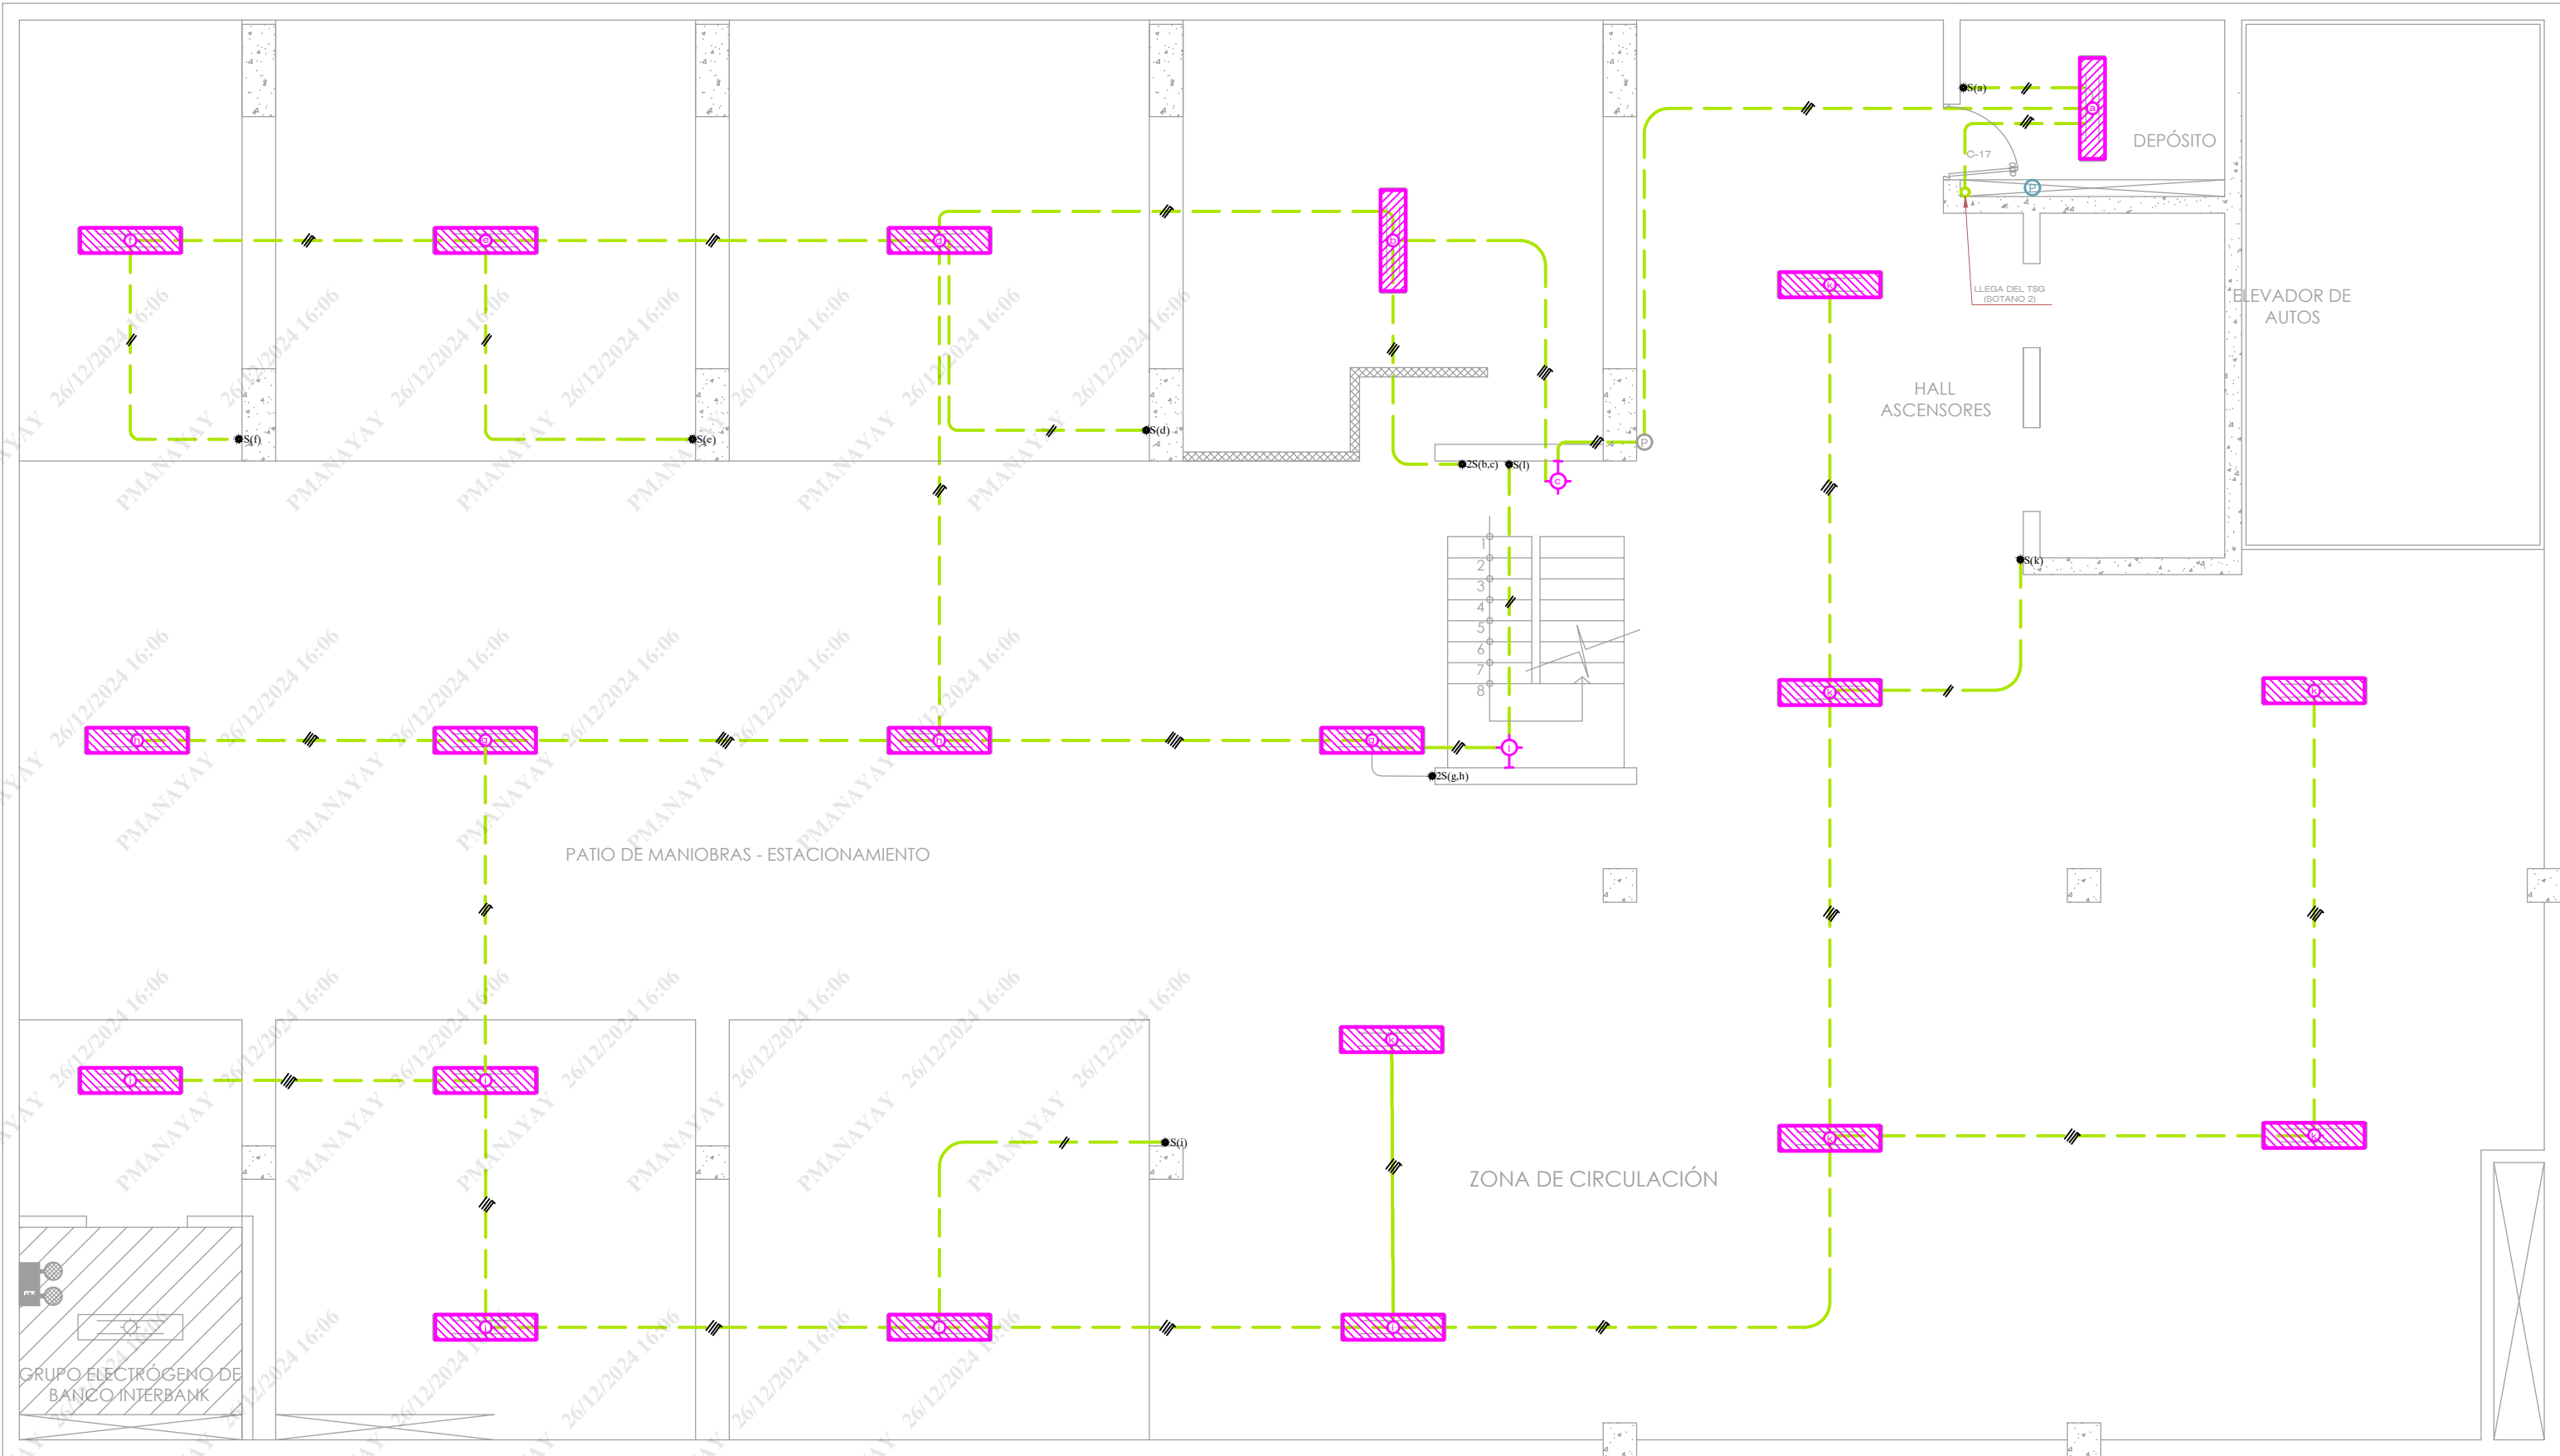 S(a)
a
DEPÓSITO
C-17
P
f
e
d
b
k
LLEGA DEL TSG
(SOTANO 2)
ELEVADOR DE
AUTOS
HALL
ASCENSORES
S(f)
S(e)
S(d)
2S(b,c)
S(l)
P
c
1
2
3
4
5
6
7
8
S(k)
k
k
h
g
h
g
l
2S(g,h)
PATIO DE MANIOBRAS - ESTACIONAMIENTO
k
i
i
S(i)
k
k
ZONA DE CIRCULACIÓN
GRUPO ELECTRÓGENO DE
BANCO INTERBANK
PMANAYAY 26/12/2024 16:06